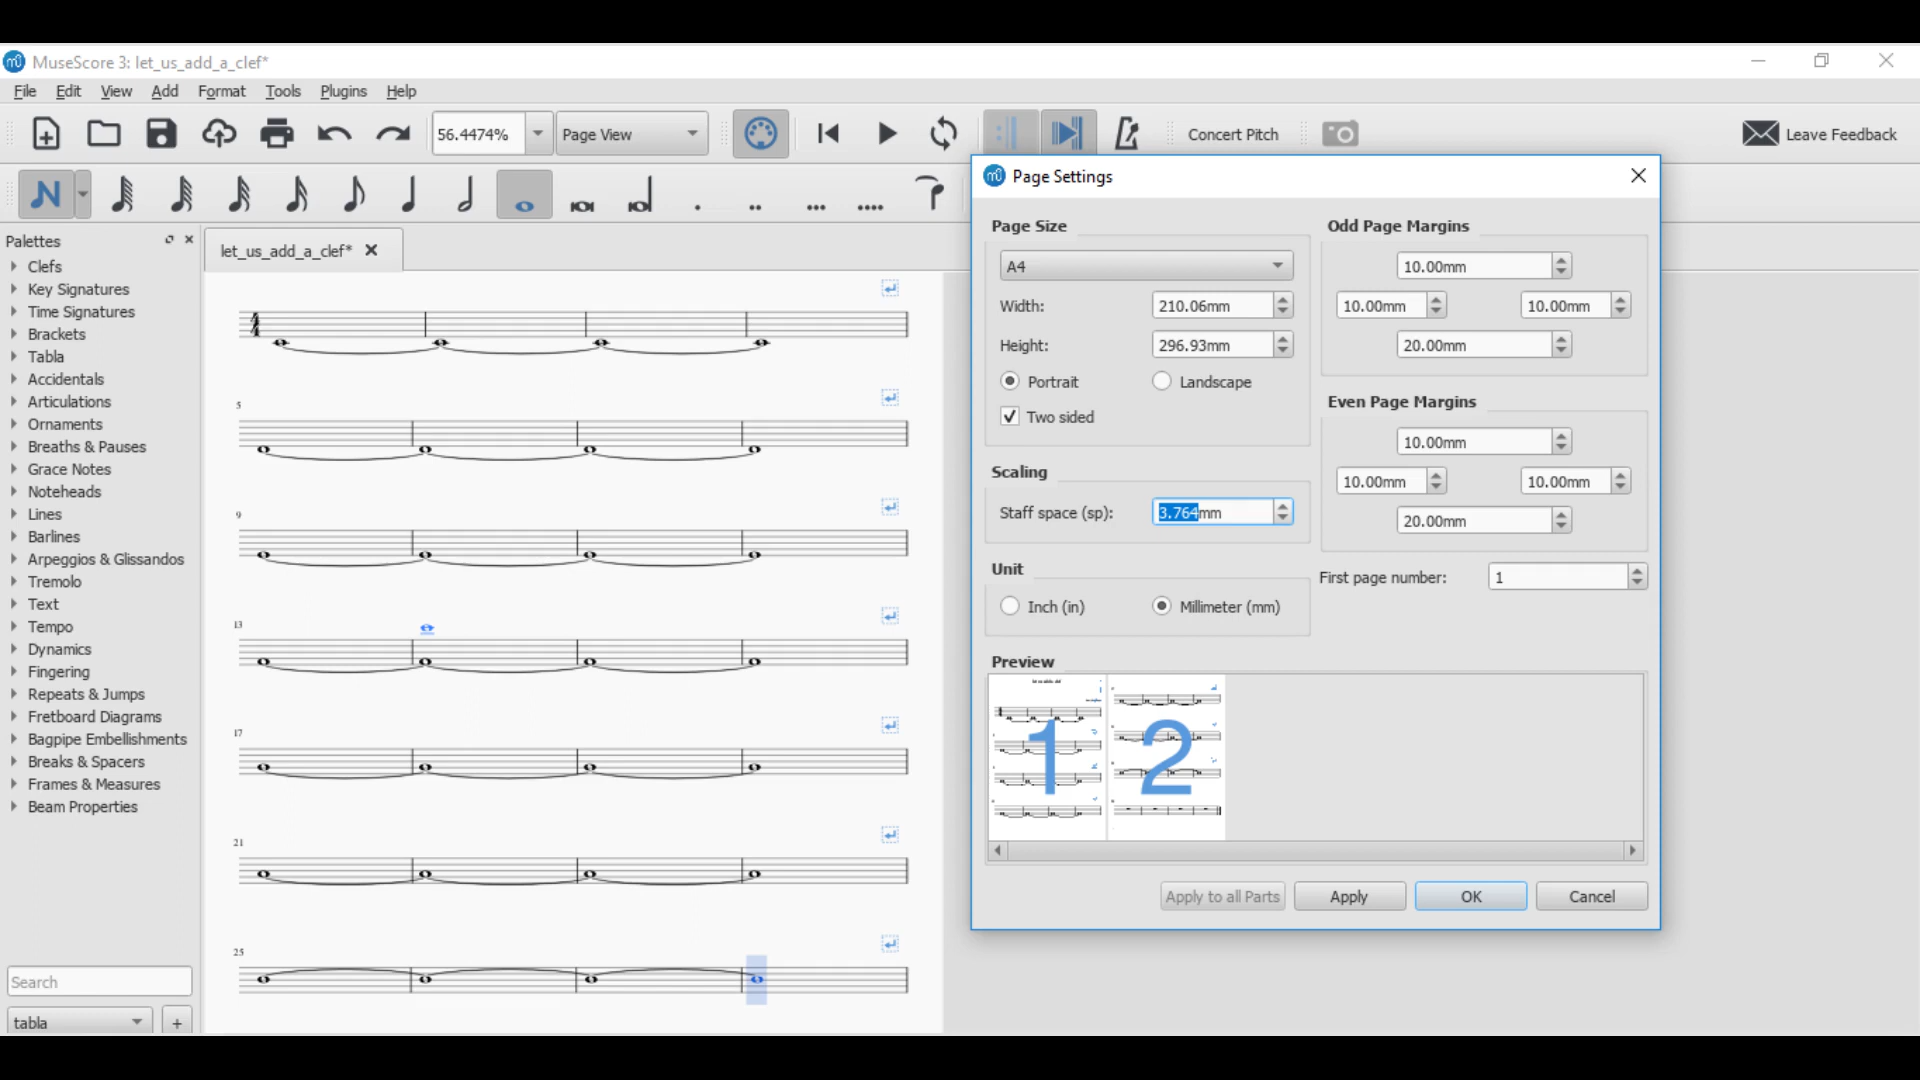 MuseScore 3: let_us_add_a_clef*
File Edit View Add Format Tools Plugins Help
56.4474% Page View Concert Pitch Leave Feedback
Palettes
Clefs
Key Signatures
Time Signatures
Brackets
Tabla
Accidentals
Articulations
Ornaments
Breaths & Pauses
Grace Notes
Noteheads
Lines
Barlines
Arpeggios & Glissandos
Tremolo
Text
Tempo
Dynamics
Fingering
Repeats & Jumps
Fretboard Diagrams
Bagpipe Embellishments
Breaks & Spacers
Frames & Measures
Beam Properties
Search
tabla +
let_us_add_a_clef*
4
4
5
9
13
17
21
25
Page Settings
Page Size
A4
Width: 210.06mm
Height: 296.93mm
Portrait Landscape
Two sided
Scaling
Staff space (sp): 3.764mm
Unit
Inch (in) Millimeter (mm)
Odd Page Margins
10.00mm
10.00mm 10.00mm
20.00mm
Even Page Margins
10.00mm
10.00mm 10.00mm
20.00mm
First page number: 1
Preview
1 2
Apply to all Parts Apply OK Cancel